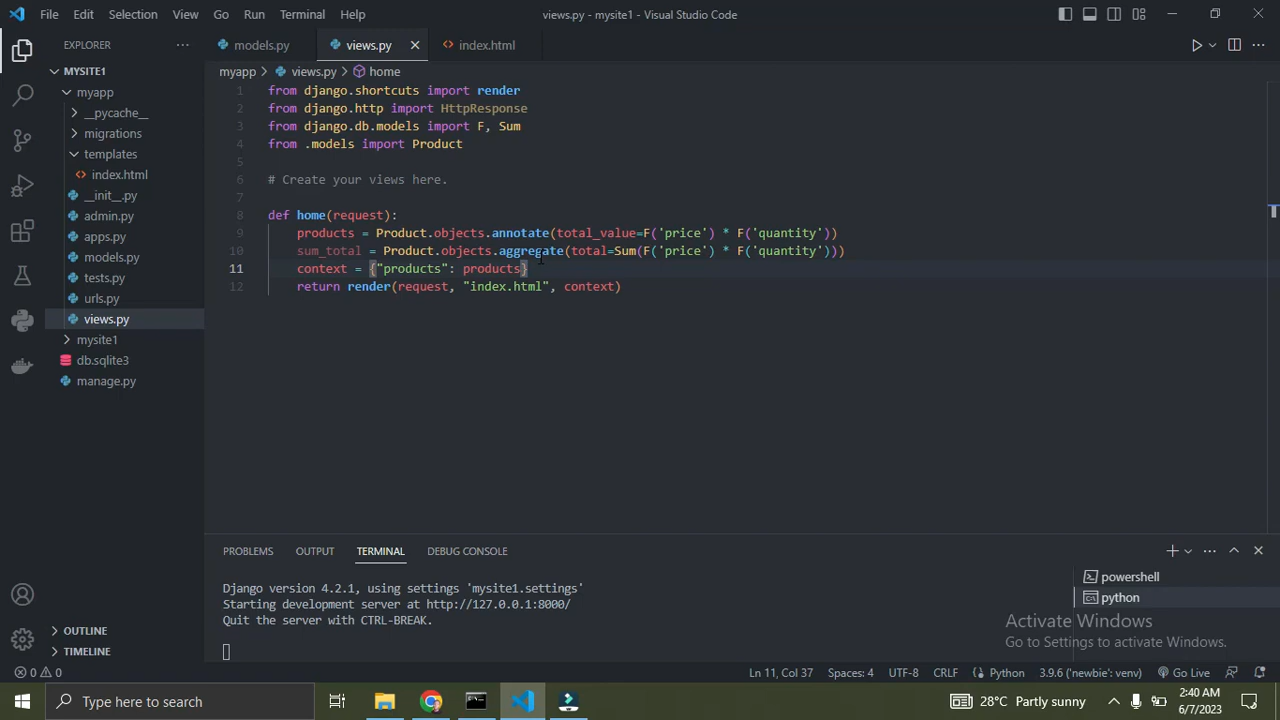 File Edit Selection View Go Run Terminal Help
views.py - mysite1 - Visual Studio Code
EXPLORER
models.py
views.py
index.html
MYSITE1
myapp
__pycache__
migrations
templates
index.html
__init__.py
admin.py
apps.py
models.py
tests.py
urls.py
views.py
mysite1
db.sqlite3
manage.py
OUTLINE
TIMELINE
myapp > views.py > home
1 from django.shortcuts import render
2 from django.http import HttpResponse
3 from django.db.models import F, Sum
4 from .models import Product
5
6 # Create your views here.
7
8 def home(request):
9 products = Product.objects.annotate(total_value=F('price') * F('quantity'))
10 sum_total = Product.objects.aggregate(total=Sum(F('price') * F('quantity')))
11 context = {"products": products}
12 return render(request, "index.html", context)
PROBLEMS OUTPUT TERMINAL DEBUG CONSOLE
Django version 4.2.1, using settings 'mysite1.settings'
Starting development server at http://127.0.0.1:8000/
Quit the server with CTRL-BREAK.
powershell
python
Activate Windows
Go to Settings to activate Windows.
0 0
Ln 11, Col 37 Spaces: 4 UTF-8 CRLF Python 3.9.6 ('newbie': venv) Go Live
Type here to search
28°C Partly sunny
2:40 AM
6/7/2023